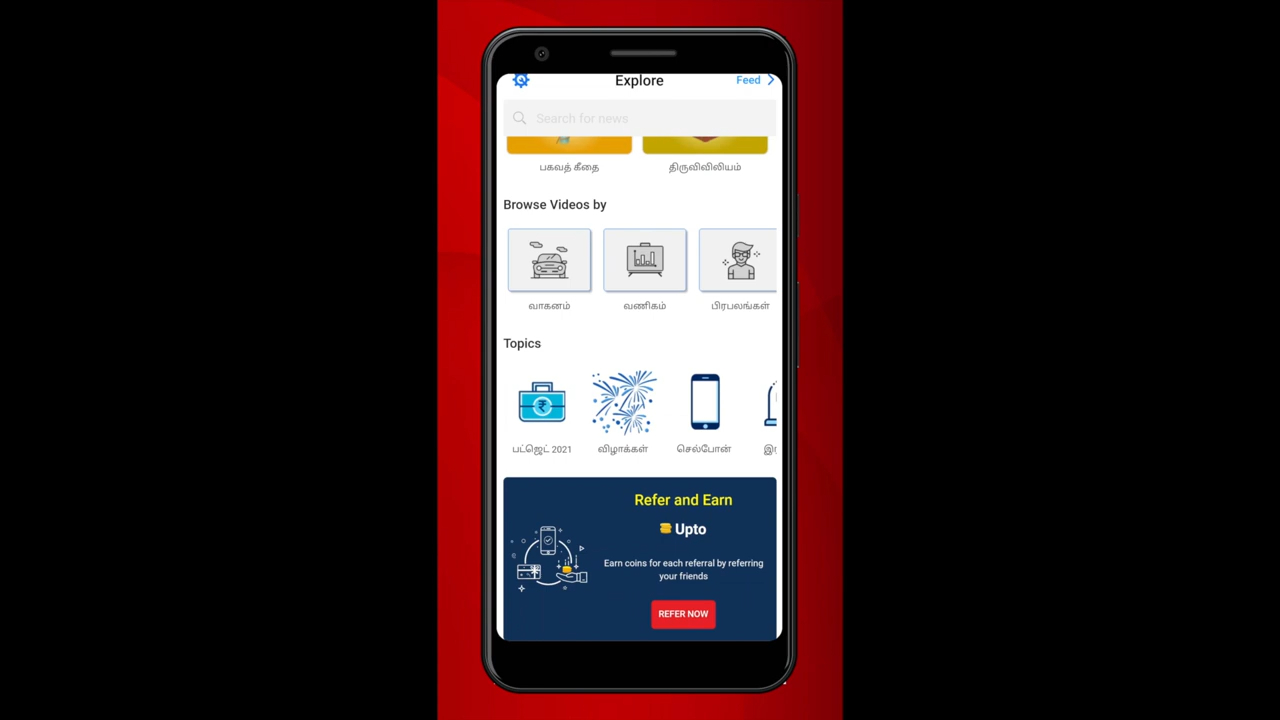 Explore
Feed
Search for news
பகவத் கீதை
திருவிவிலியம்
Browse Videos by
வாகனம்
வணிகம்
பிரபலங்கள்
Topics
பட்ஜெட் 2021
விழாக்கள்
செல்போன்
Refer and Earn
Upto
Earn coins for each referral by referring
your friends
REFER NOW